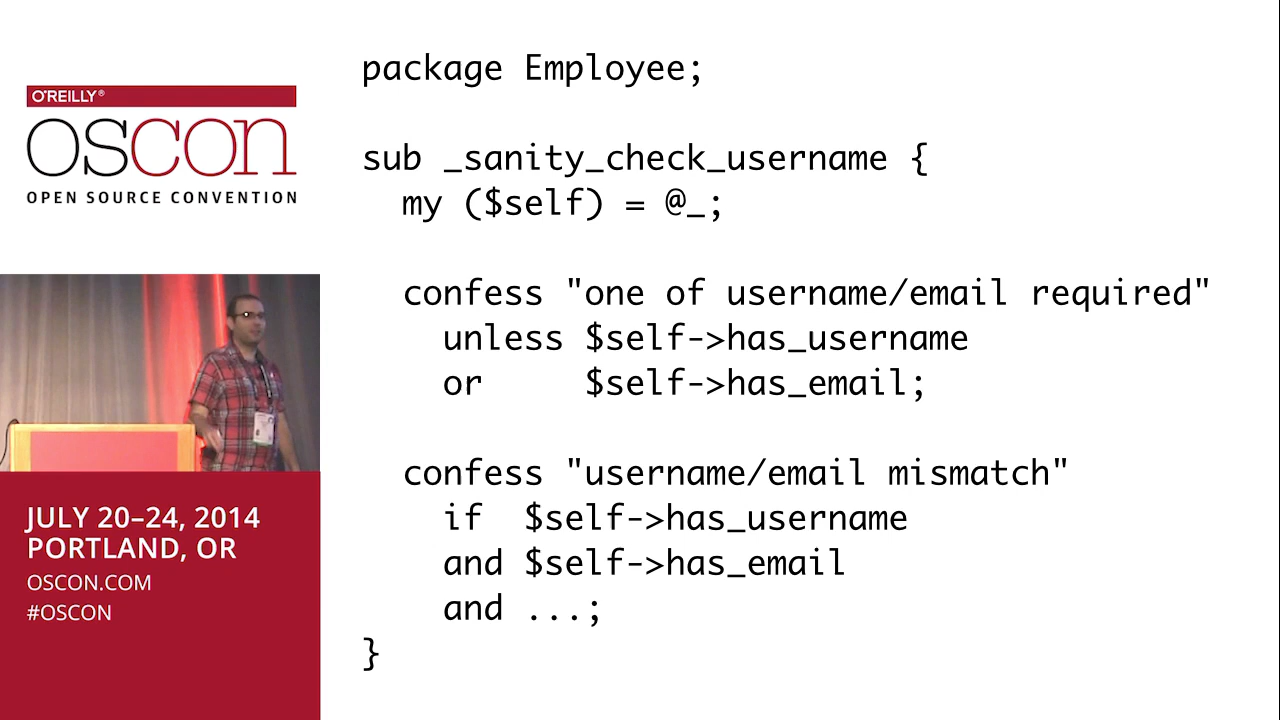 O'REILLY®
OSCON
OPEN SOURCE CONVENTION
JULY 20–24, 2014
PORTLAND, OR
OSCON.COM
#OSCON
package Employee;
sub _sanity_check_username {
  my ($self) = @_;
  confess "one of username/email required"
    unless $self->has_username
    or     $self->has_email;
  confess "username/email mismatch"
    if  $self->has_username
    and $self->has_email
    and ...;
}